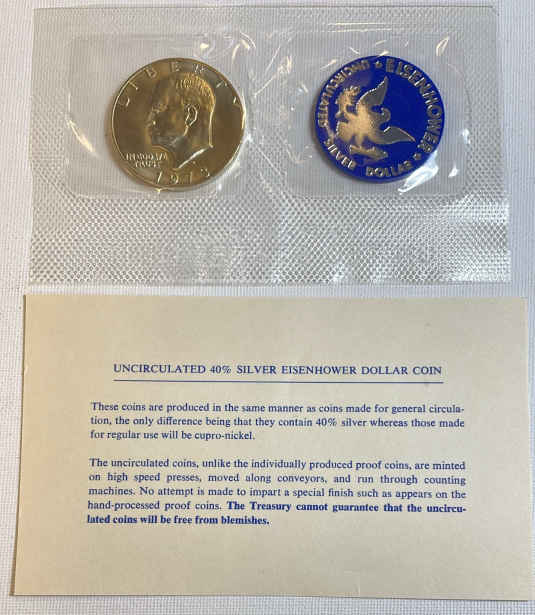 LIBERTY
IN GOD WE
TRUST
1973
EISENHOWER
UNCIRCULATED
SILVER DOLLAR
UNCIRCULATED 40% SILVER EISENHOWER DOLLAR COIN
These coins are produced in the same manner as coins made for general circula-
tion, the only difference being that they contain 40% silver whereas those made
for regular use will be cupro-nickel.
The uncirculated coins, unlike the individually produced proof coins, are minted
on high speed presses, moved along conveyors, and run through counting
machines. No attempt is made to impart a special finish such as appears on the
hand-processed proof coins. The Treasury cannot guarantee that the uncircu-
lated coins will be free from blemishes.